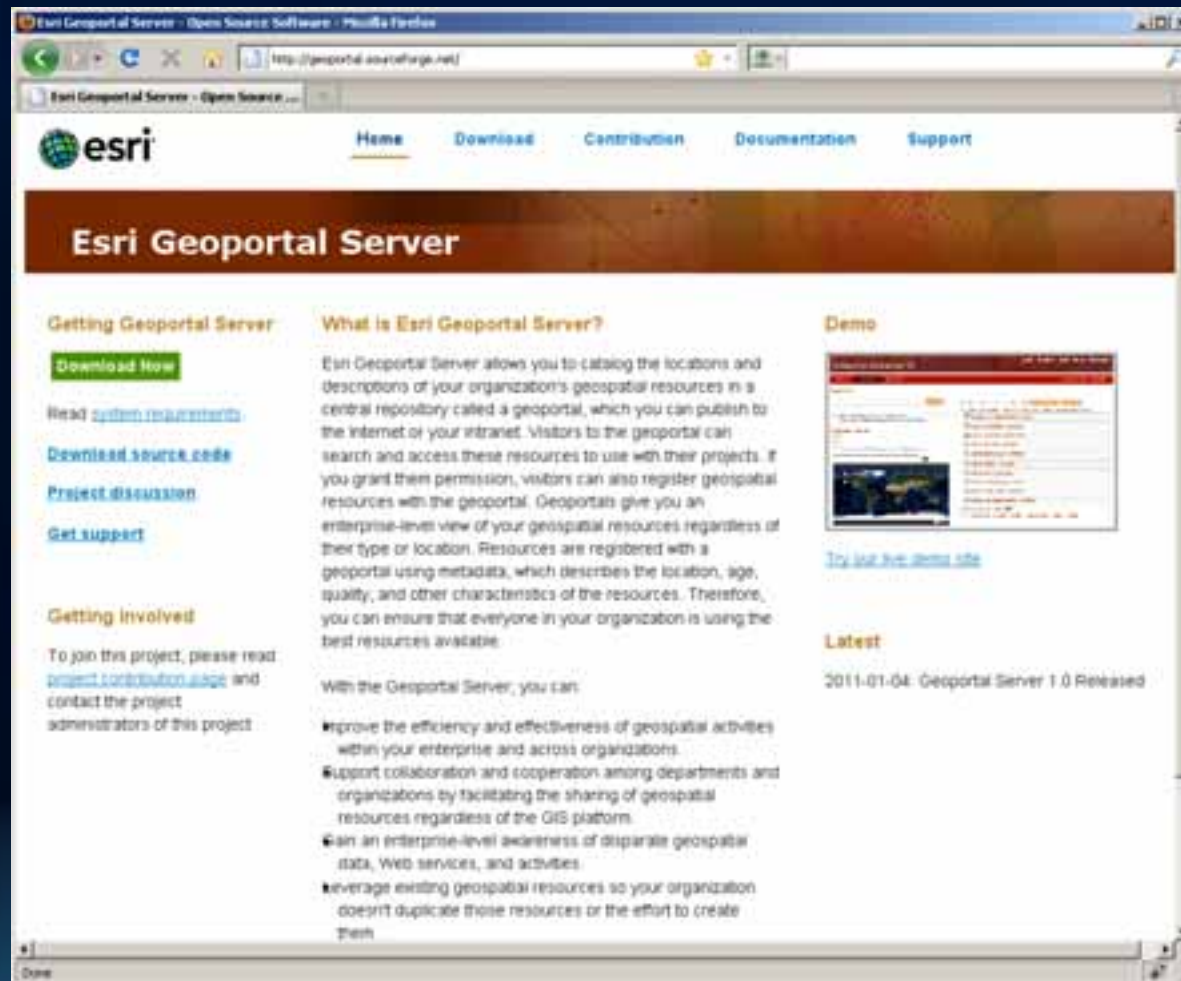 Esri Geoportal Server - Open Source Software - Mozilla Firefox
http://geoportal.sourceforge.net/
Esri Geoportal Server - Open Source ...
esri
Home Download Contribution Documentation Support
Esri Geoportal Server
Getting Geoportal Server
Download Now
Read system requirements
Download source code
Project discussion
Get support
Getting involved
To join this project, please read
project contribution page and
contact the project
administrators of this project
What is Esri Geoportal Server?
Esri Geoportal Server allows you to catalog the locations and
descriptions of your organization's geospatial resources in a
central repository called a geoportal, which you can publish to
the Internet or your intranet. Visitors to the geoportal can
search and access these resources to use with their projects. If
you grant them permission, visitors can also register geospatial
resources with the geoportal. Geoportals give you an
enterprise-level view of your geospatial resources regardless of
their type or location. Resources are registered with a
geoportal using metadata, which describes the location, age,
quality, and other characteristics of the resources. Therefore,
you can ensure that everyone in your organization is using the
best resources available.
With the Geoportal Server, you can:
Improve the efficiency and effectiveness of geospatial activities
within your enterprise and across organizations.
Support collaboration and cooperation among departments and
organizations by facilitating the sharing of geospatial
resources regardless of the GIS platform.
Gain an enterprise-level awareness of disparate geospatial
data, Web services, and activities.
Leverage existing geospatial resources so your organization
doesn't duplicate those resources or the effort to create
them
Demo
Try our live demo site
Latest
2011-01-04: Geoportal Server 1.0 Released
Done